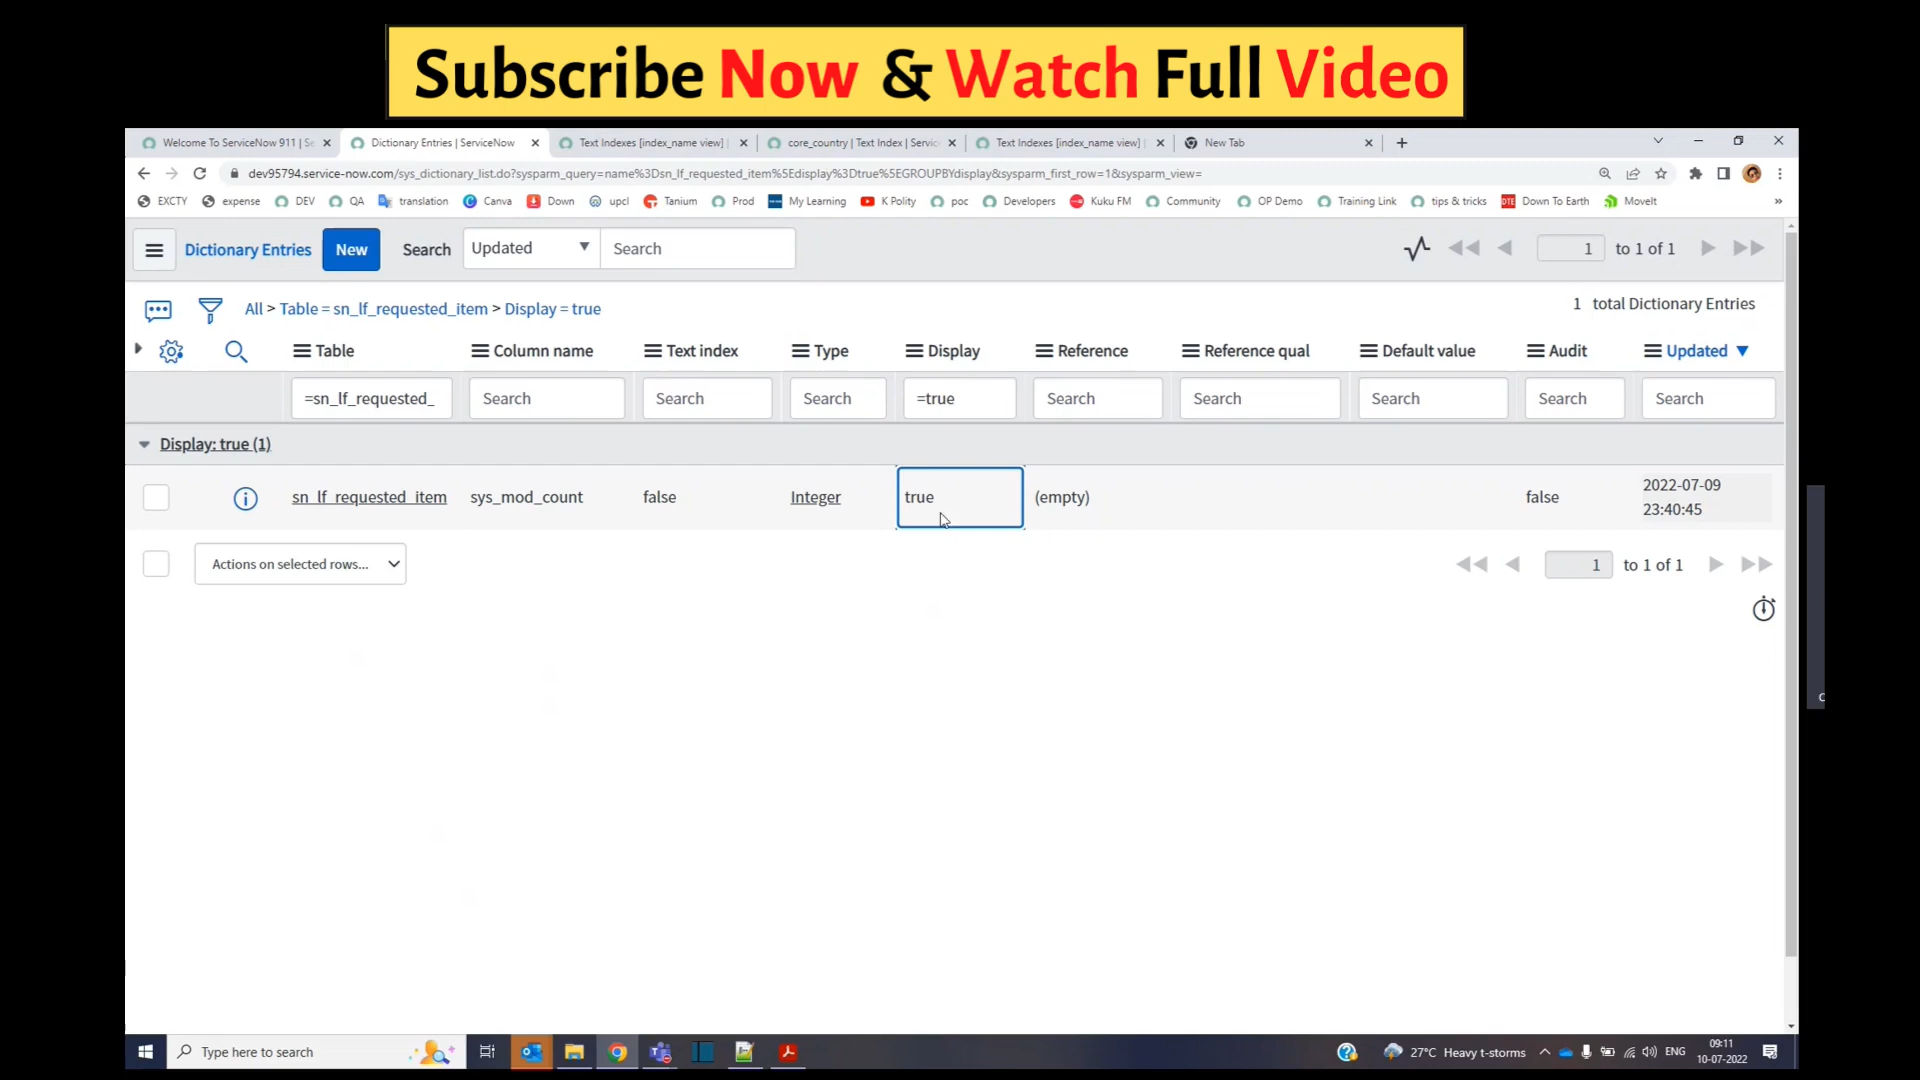 Subscribe Now & Watch Full Video
Welcome To ServiceNow 911 | Se
Dictionary Entries | ServiceNow
Text Indexes [index_name view] |
core_country | Text Index | Servic
Text Indexes [index_name view] |
New Tab
dev95794.service-now.com/sys_dictionary_list.do?sysparm_query=name%3Dsn_lf_requested_item%5Edisplay%3Dtrue%5EGROUPBYdisplay&sysparm_first_row=1&sysparm_view=
EXCTY expense DEV QA translation Canva Down upcl Tanium Prod My Learning K Polity poc Developers Kuku FM Community OP Demo Training Link tips & tricks DTE Down To Earth MoveIt »
Dictionary Entries New Search Updated Search 1 to 1 of 1
All > Table = sn_lf_requested_item > Display = true
1 total Dictionary Entries
Table Column name Text index Type Display Reference Reference qual Default value Audit Updated
=sn_lf_requested_ Search Search Search =true Search Search Search Search Search
Display: true (1)
sn_lf_requested_item sys_mod_count false Integer true (empty) false 2022-07-09
23:40:45
Actions on selected rows... 1 to 1 of 1
Type here to search
27°C Heavy t-storms
ENG
09:11
10-07-2022